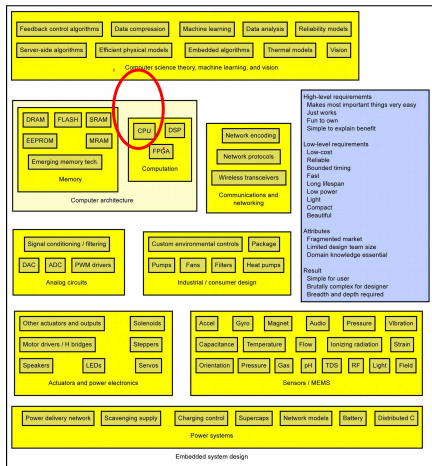 Feedback control algorithms Data compression Machine learning Data analysis Reliability models
Server-side algorithms Efficient physical models Embedded algorithms Thermal models Vision
Computer science theory, machine learning, and vision
DRAM FLASH SRAM
EEPROM MRAM
Emerging memory tech.
Memory
CPU DSP
FPGA
Computation
Computer architecture
Network encoding
Network protocols
Wireless transceivers
Communications and
networking
High-level requirements
Makes most important things very easy
Just works
Fun to own
Simple to explain benefit
Low-level requirements
Low-cost
Reliable
Bounded timing
Fast
Long lifespan
Low power
Light
Compact
Beautiful
Attributes
Fragmented market
Limited design team size
Domain knowledge essential
Result
Simple for user
Brutally complex for designer
Breadth and depth required
Signal conditioning / filtering
DAC ADC PWM drivers
Analog circuits
Custom environmental controls Package
Pumps Fans Filters Heat pumps
Industrial / consumer design
Other actuators and outputs Solenoids
Motor drivers / H bridges Steppers
Speakers LEDs Servos
Actuators and power electronics
Accel Gyro Magnet Audio Pressure Vibration
Capacitance Temperature Flow Ionizing radiation Strain
Orientation Pressure Gas pH TDS RF Light Field
Sensors / MEMS
Power delivery network Scavenging supply Charging control Supercaps Network models Battery Distributed C
Power systems
Embedded system design